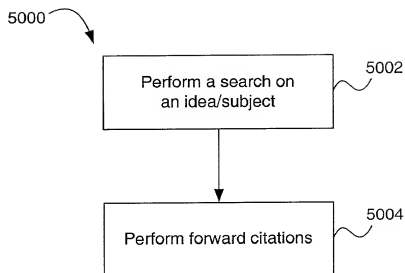 5000
5002
Perform a search on
an idea/subject
5004
Perform forward citations